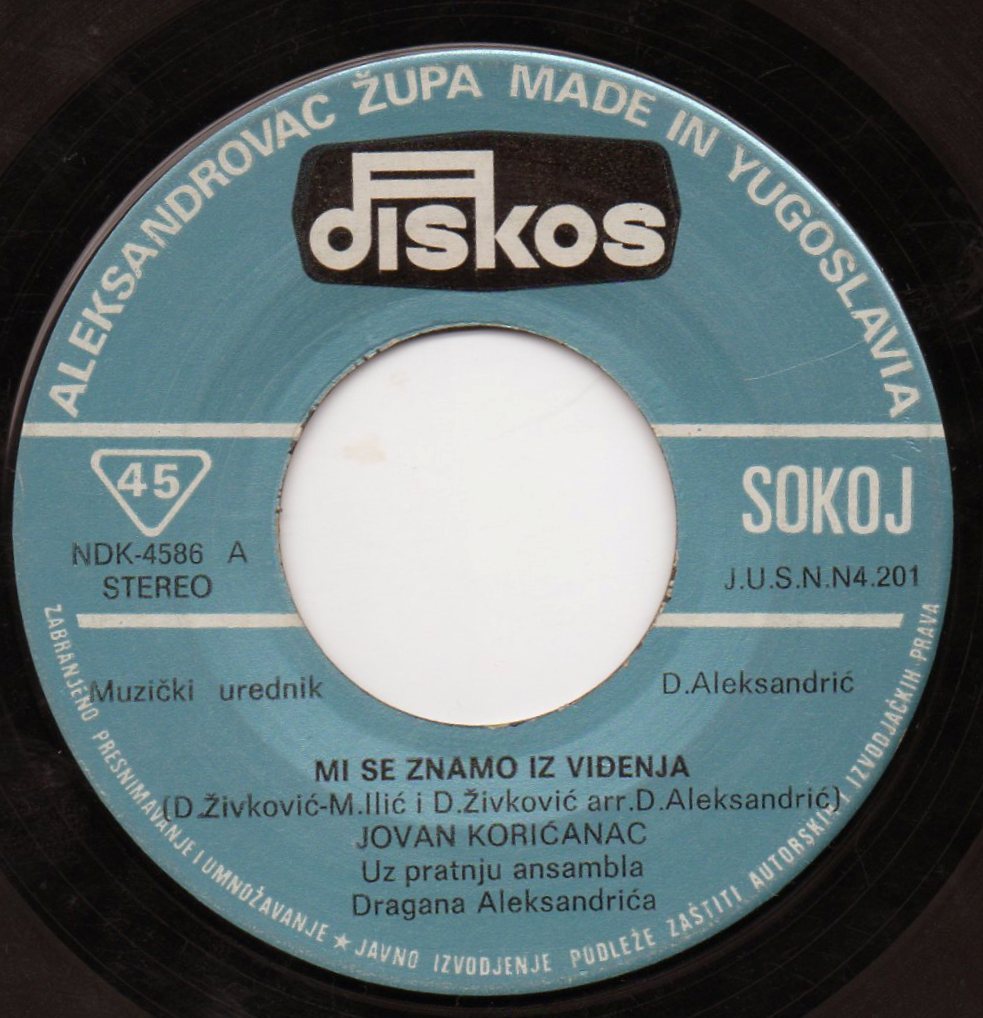 ALEKSANDROVAC ŽUPA MADE IN YUGOSLAVIA
diskos
45
SOKOJ
NDK-4586 A
STEREO
J.U.S.N.N4.201
Muzički urednik D.Aleksandrić
MI SE ZNAMO IZ VIĐENJA
(D.Živković-M.Ilić i D.Živković arr.D.Aleksandrić)
JOVAN KORIĆANAC
Uz pratnju ansambla
Dragana Aleksandrića
ZABRANJENO PRESNIMAVANJE I UMNOŽAVANJE ★ JAVNO IZVODJENJE PODLEŽE ZAŠTITI AUTORSKIH I IZVODJAČKIH PRAVA